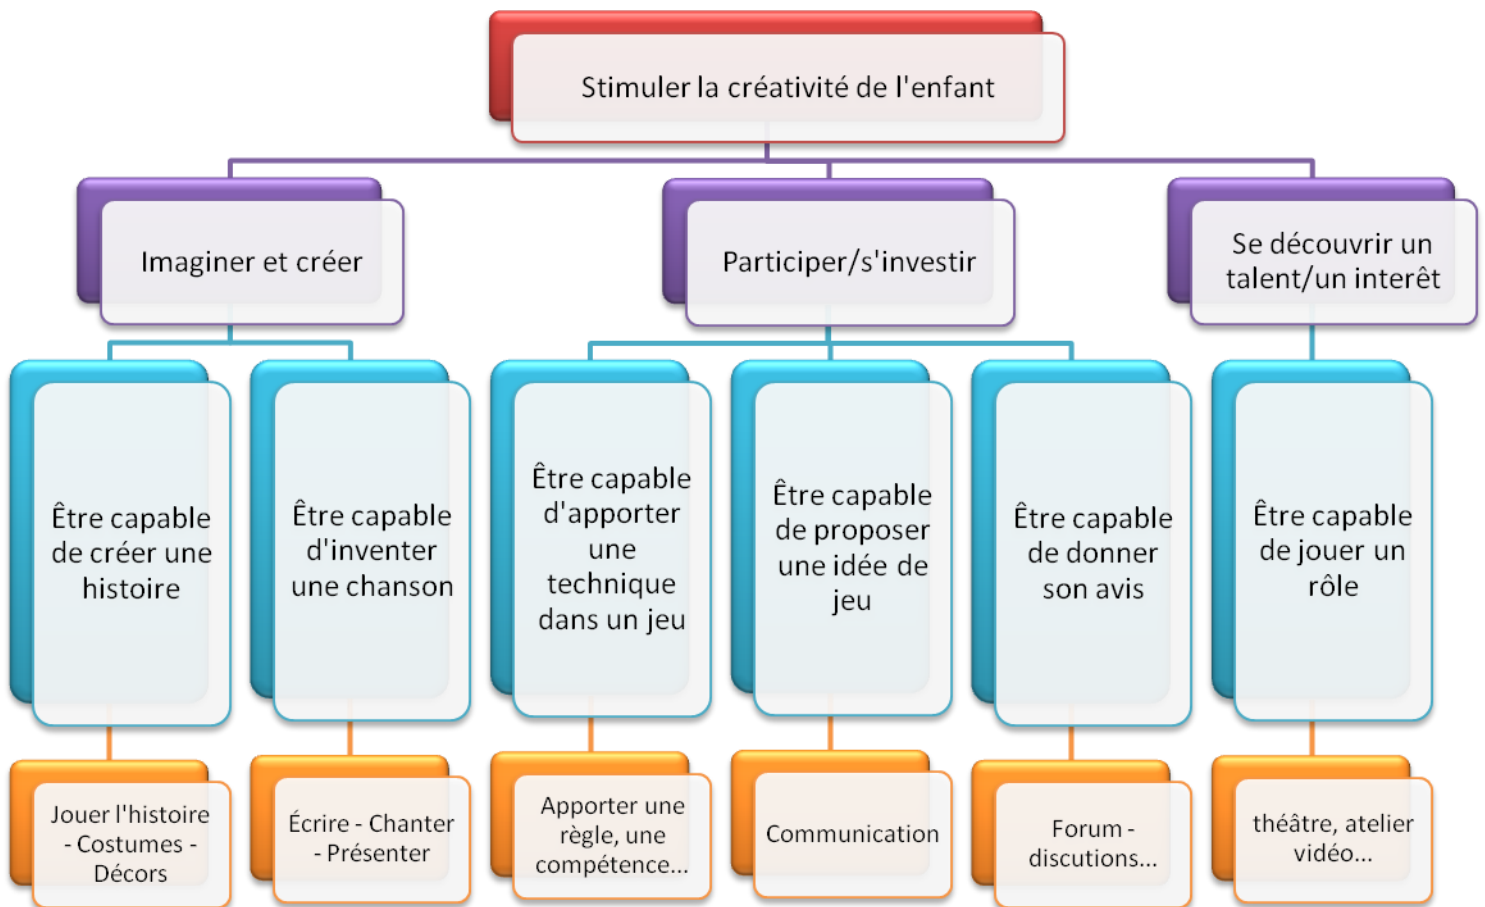 Stimuler la créativité de l'enfant
Imaginer et créer
Participer/s'investir
Se découvrir un
talent/un interêt
Être capable
de créer une
histoire
Être capable
d'inventer
une chanson
Être capable
d'apporter
une
technique
dans un jeu
Être capable
de proposer
une idée de
jeu
Être capable
de donner
son avis
Être capable
de jouer un
rôle
Jouer l'histoire
- Costumes -
Décors
Écrire - Chanter
- Présenter
Apporter une
règle, une
compétence...
Communication
Forum -
discutions...
théâtre, atelier
vidéo...